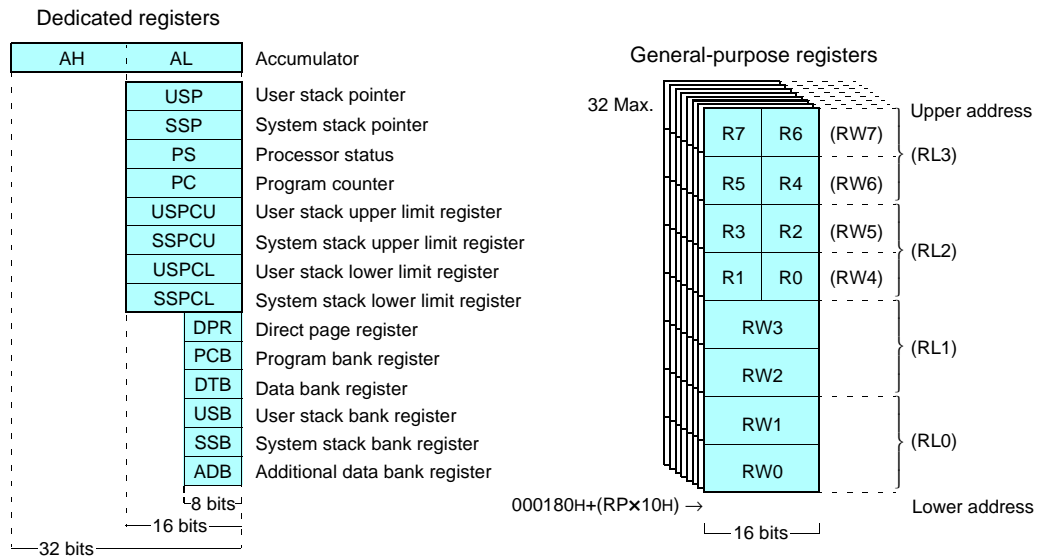 Dedicated registers
AH AL Accumulator
USP User stack pointer
SSP System stack pointer
PS Processor status
PC Program counter
USPCU User stack upper limit register
SSPCU System stack upper limit register
USPCL User stack lower limit register
SSPCL System stack lower limit register
DPR Direct page register
PCB Program bank register
DTB Data bank register
USB User stack bank register
SSB System stack bank register
ADB Additional data bank register
8 bits
16 bits
32 bits
General-purpose registers
32 Max.
Upper address
R7 R6 (RW7)
(RL3)
R5 R4 (RW6)
R3 R2 (RW5)
(RL2)
R1 R0 (RW4)
RW3
(RL1)
RW2
RW1
(RL0)
RW0
000180H+(RP×10H) →
Lower address
16 bits